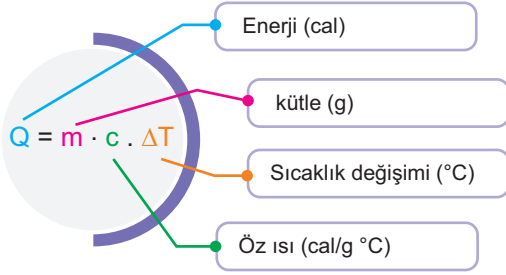 Enerji (cal)
kütle (g)
Q = m · c . ΔT
Sıcaklık değişimi (°C)
Öz ısı (cal/g °C)